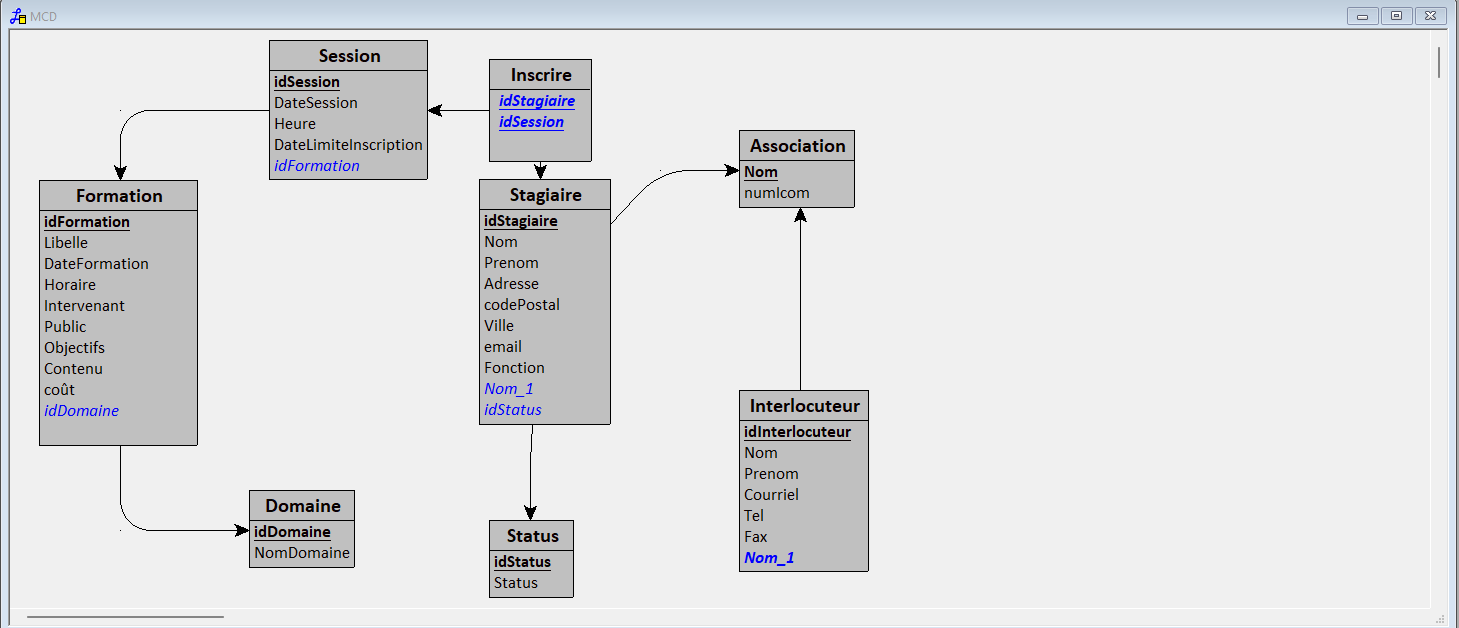 MCD
Session
idSession
DateSession
Heure
DateLimiteInscription
idFormation
Inscrire
idStagiaire
idSession
Association
Nom
numIcom
Formation
idFormation
Libelle
DateFormation
Horaire
Intervenant
Public
Objectifs
Contenu
coût
idDomaine
Stagiaire
idStagiaire
Nom
Prenom
Adresse
codePostal
Ville
email
Fonction
Nom_1
idStatus
Interlocuteur
idInterlocuteur
Nom
Prenom
Courriel
Tel
Fax
Nom_1
Domaine
idDomaine
NomDomaine
Status
idStatus
Status